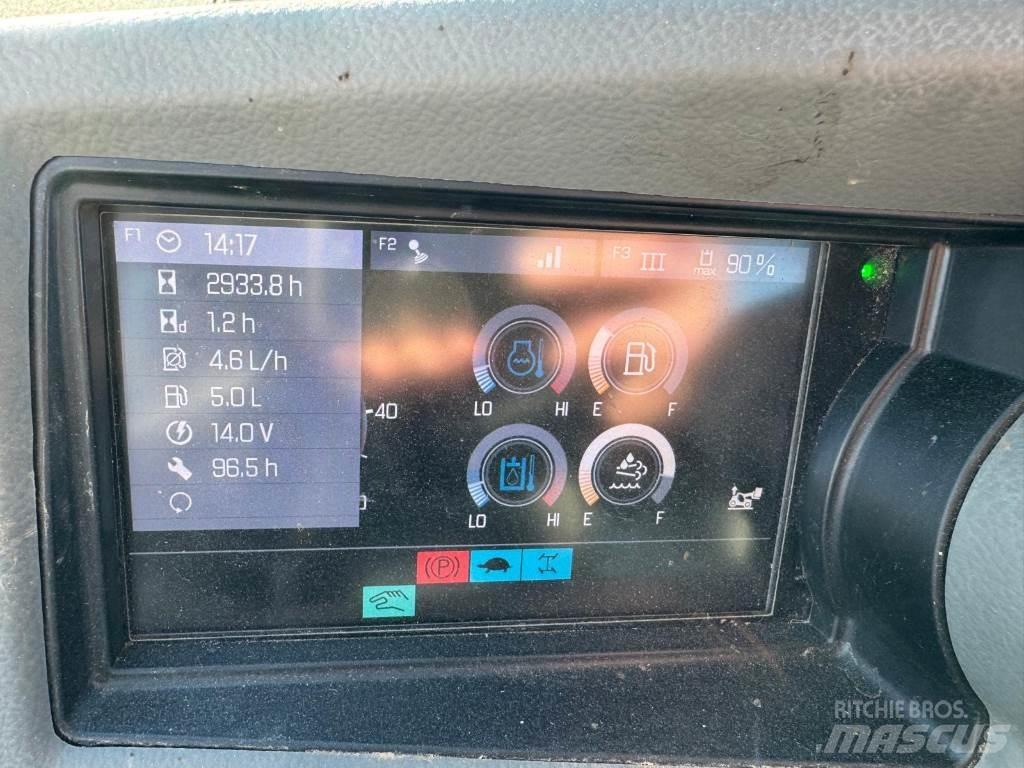 F1 14:17
F2
F3 III max 90%
2933.8 h
d 1.2 h
4.6 L/h
5.0 L
40
14.0 V
96.5 h
LO HI E F
LO HI E F
P
RITCHIE BROS.
MASCUS